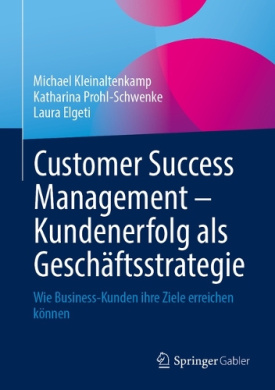 Michael Kleinaltenkamp
Katharina Prohl-Schwenke
Laura Elgeti
Customer Success
Management –
Kundenerfolg als
Geschäftsstrategie
Wie Business-Kunden ihre Ziele erreichen
können
Springer Gabler